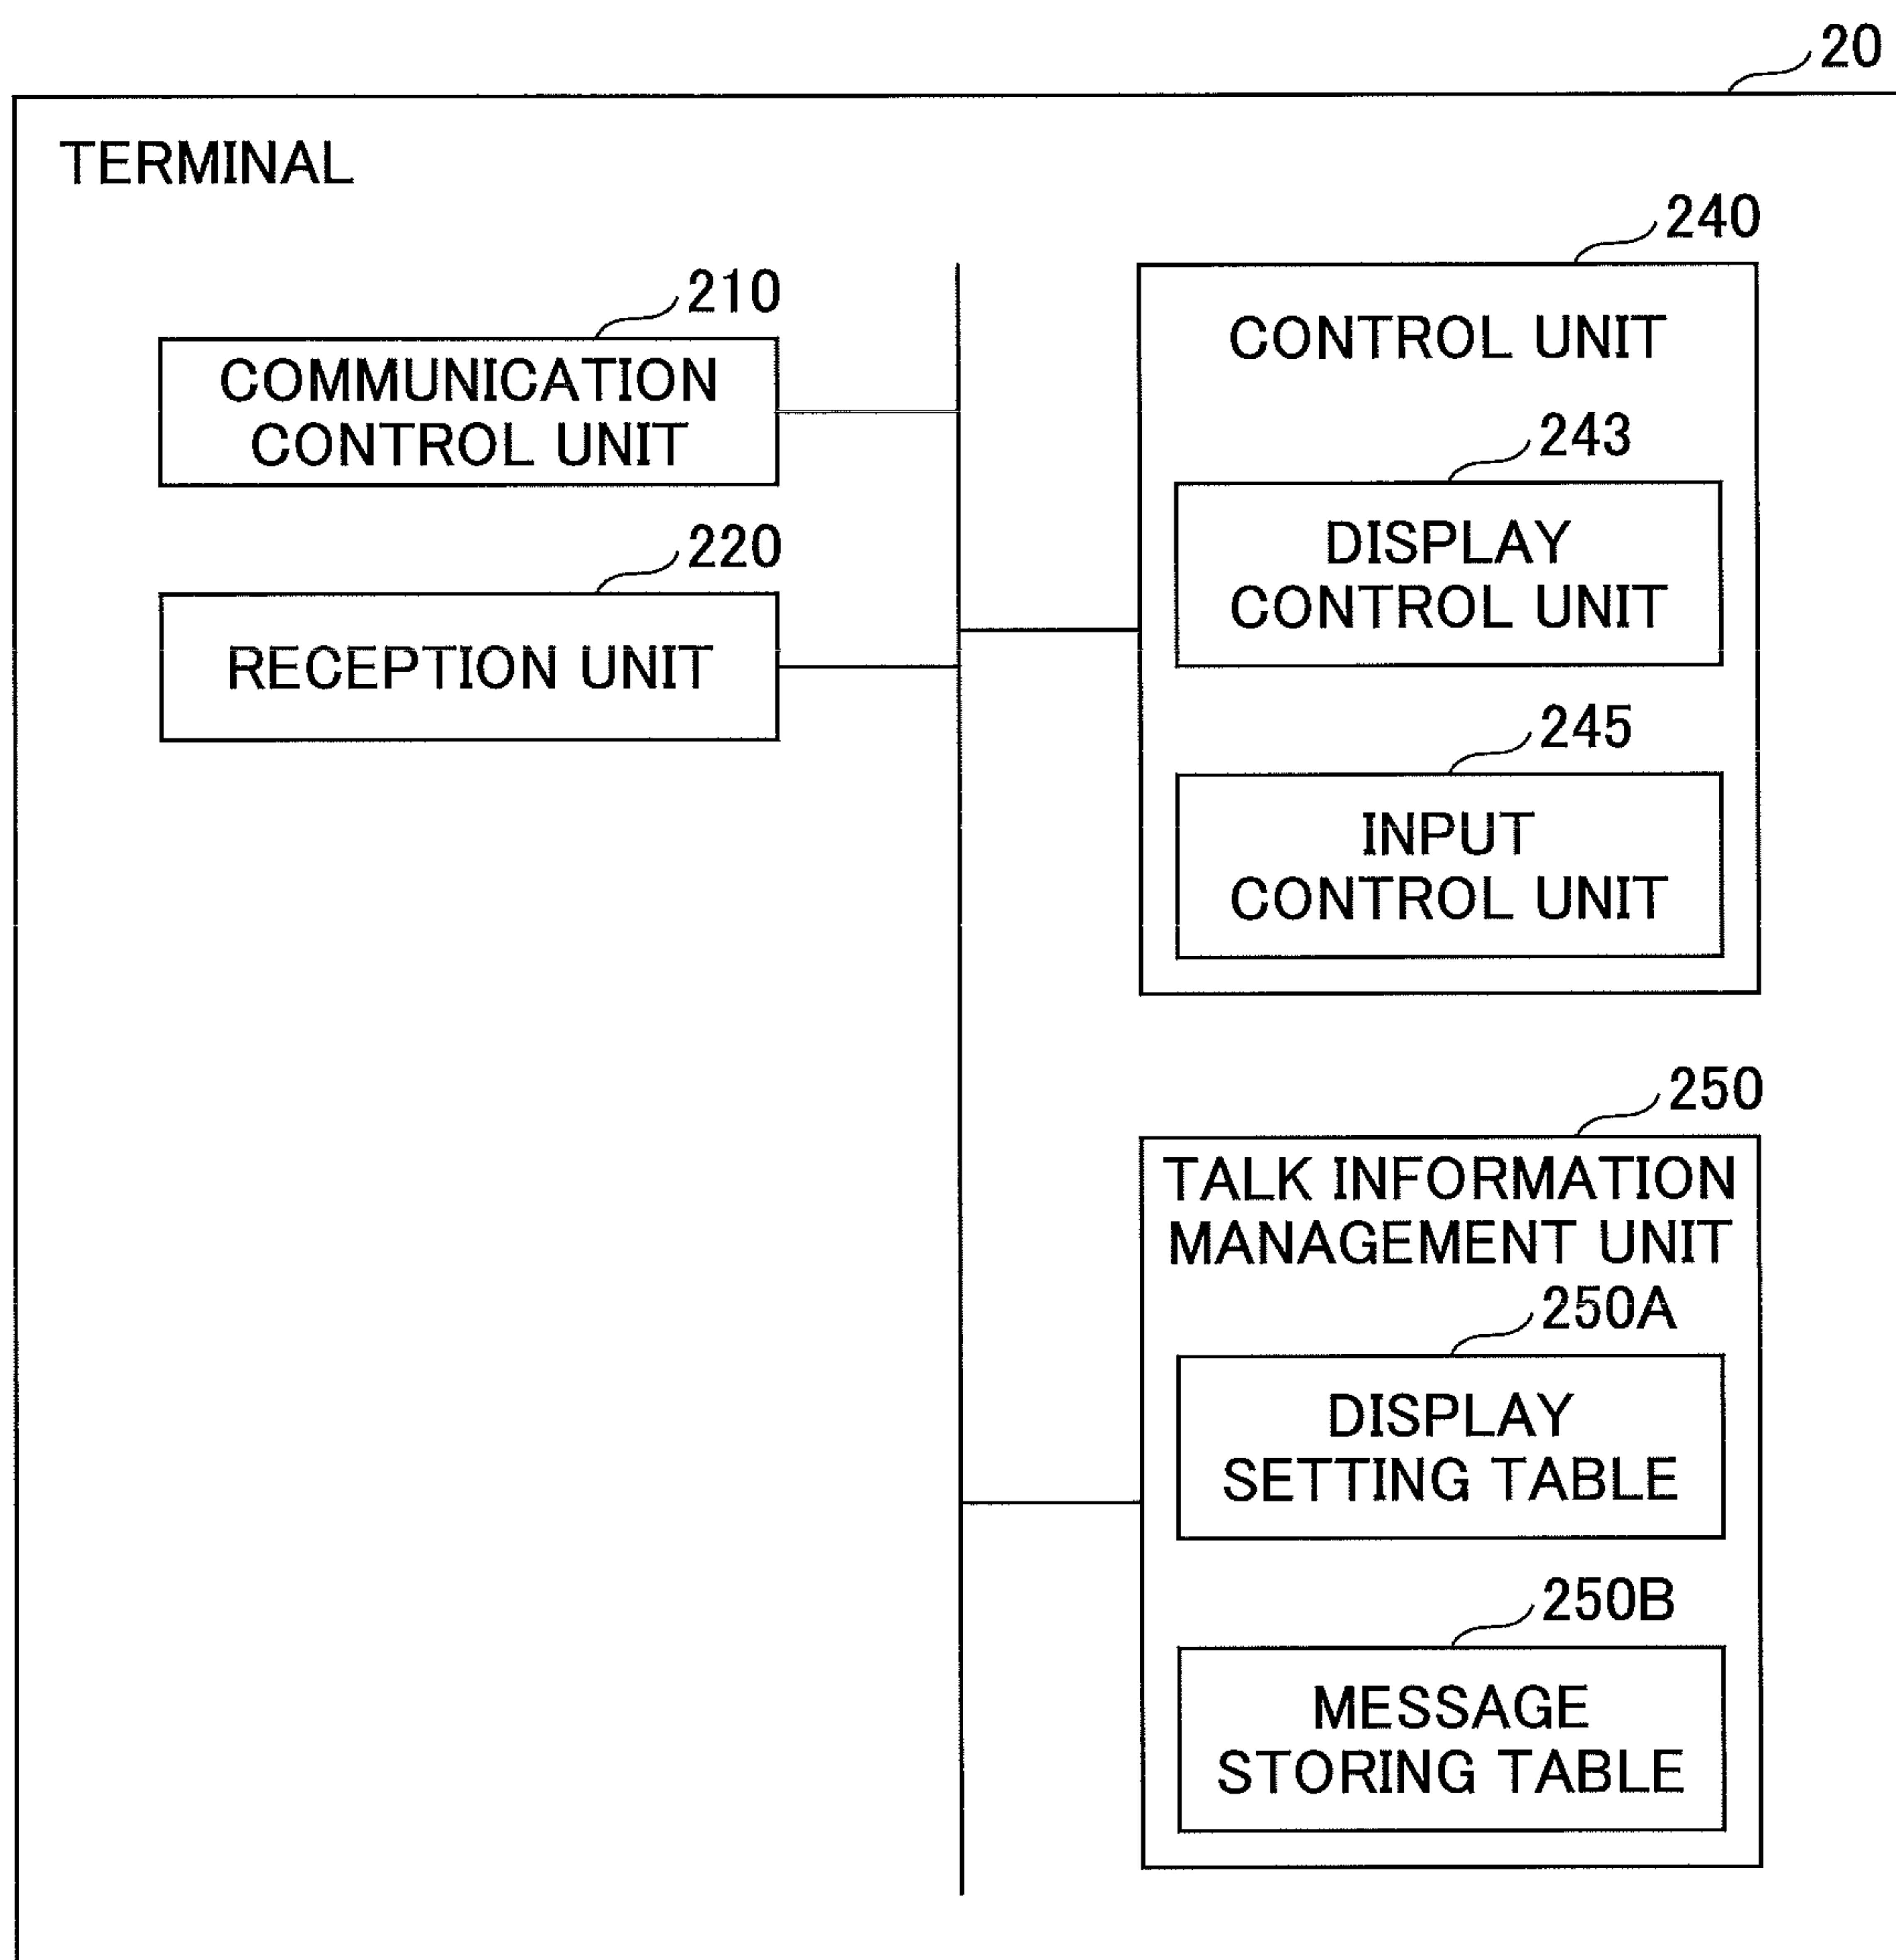 20
TERMINAL
210
COMMUNICATION
CONTROL UNIT
220
RECEPTION UNIT
240
CONTROL UNIT
243
DISPLAY
CONTROL UNIT
245
INPUT
CONTROL UNIT
250
TALK INFORMATION
MANAGEMENT UNIT
250A
DISPLAY
SETTING TABLE
250B
MESSAGE
STORING TABLE